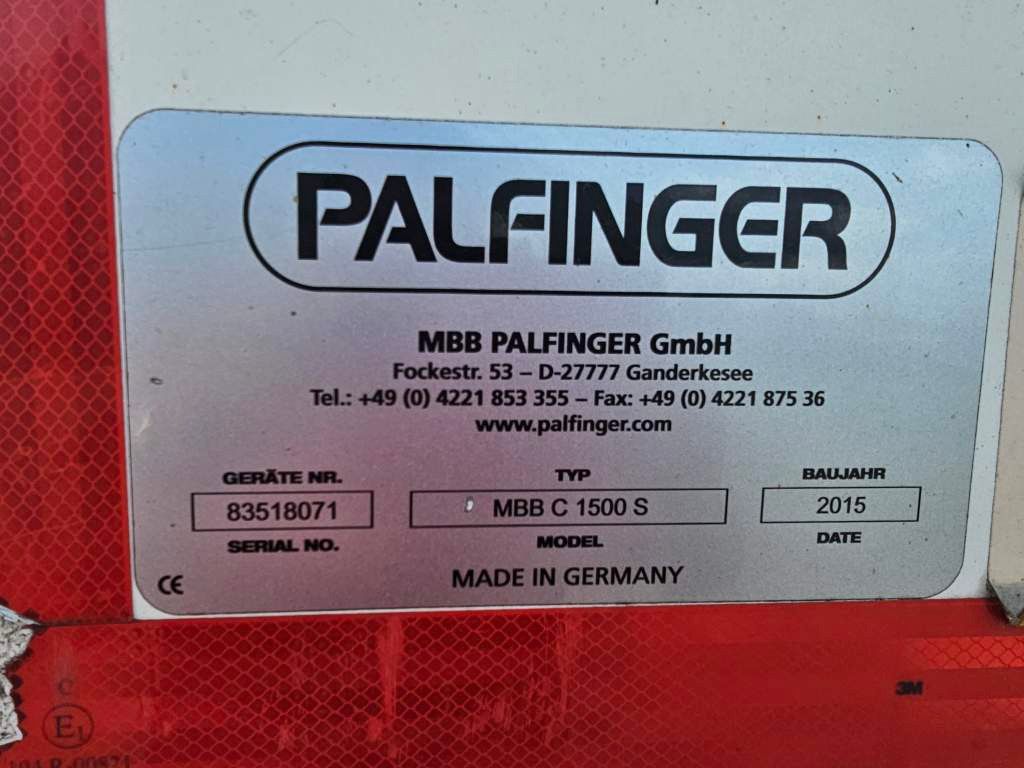 PALFINGER
MBB PALFINGER GmbH
Fockestr. 53 – D-27777 Ganderkesee
Tel.: +49 (0) 4221 853 355 – Fax: +49 (0) 4221 875 36
www.palfinger.com
GERÄTE NR. TYP BAUJAHR
83518071 MBB C 1500 S 2015
SERIAL NO. MODEL DATE
CE MADE IN GERMANY
3M
C
E1